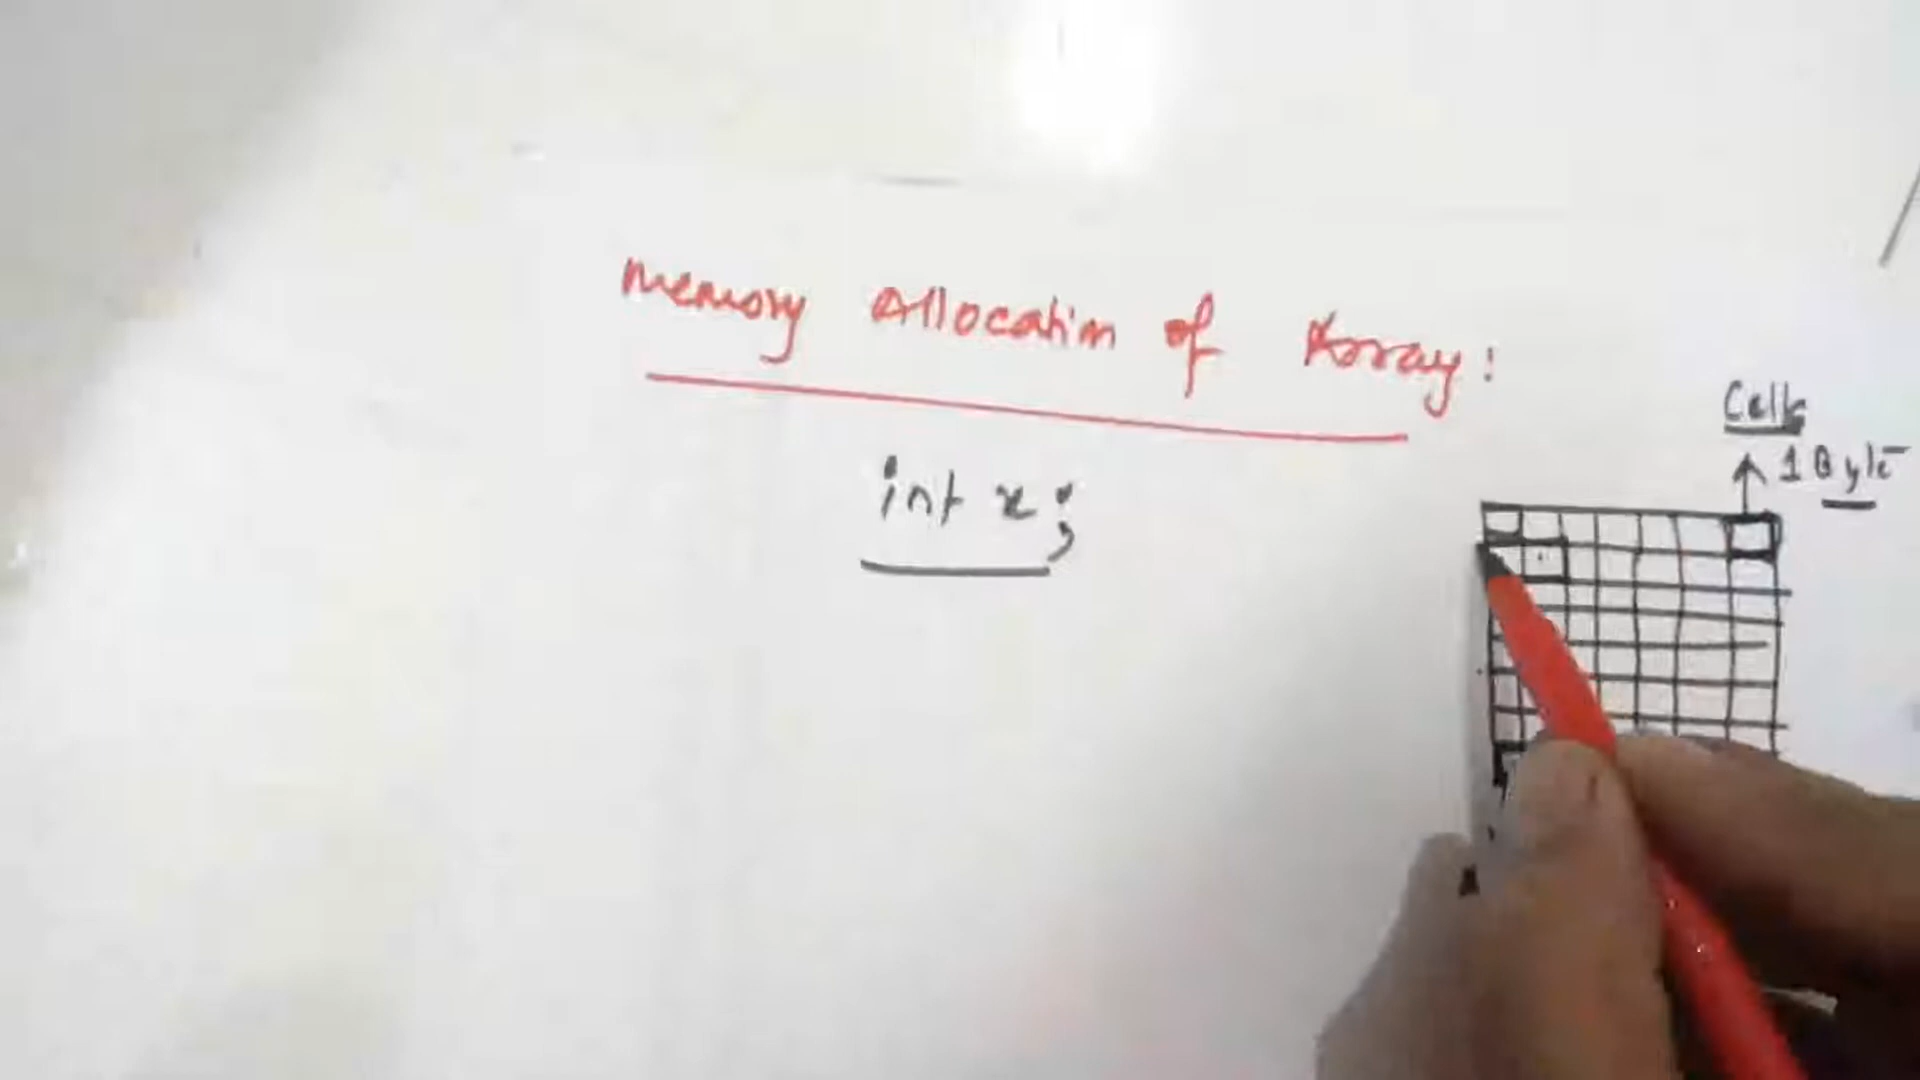 Memory Allocation of Array:
int x;
Cells
1 Byte